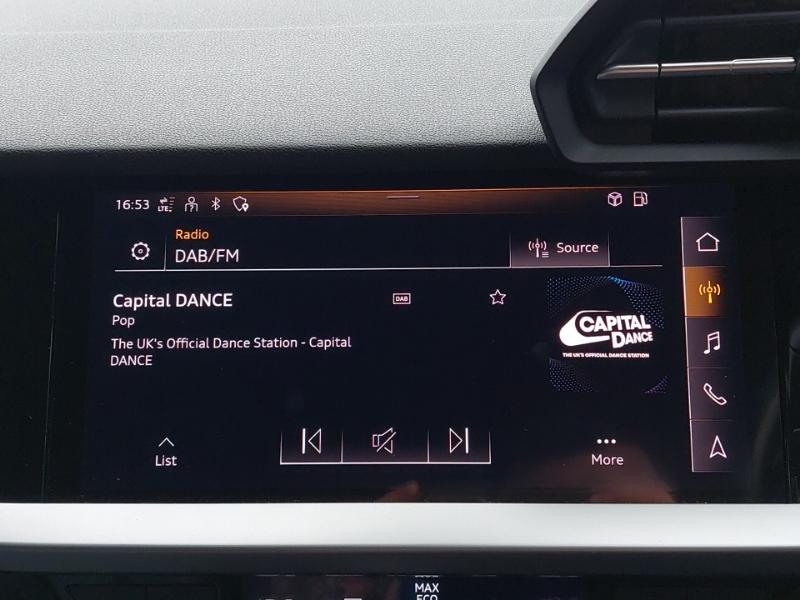 16:53 LTE
Radio
DAB/FM
Source
Capital DANCE
DAB
Pop
The UK's Official Dance Station - Capital
DANCE
CAPITAL
DANCE
THE UK'S OFFICIAL DANCE STATION
List
More
MAX
ECO